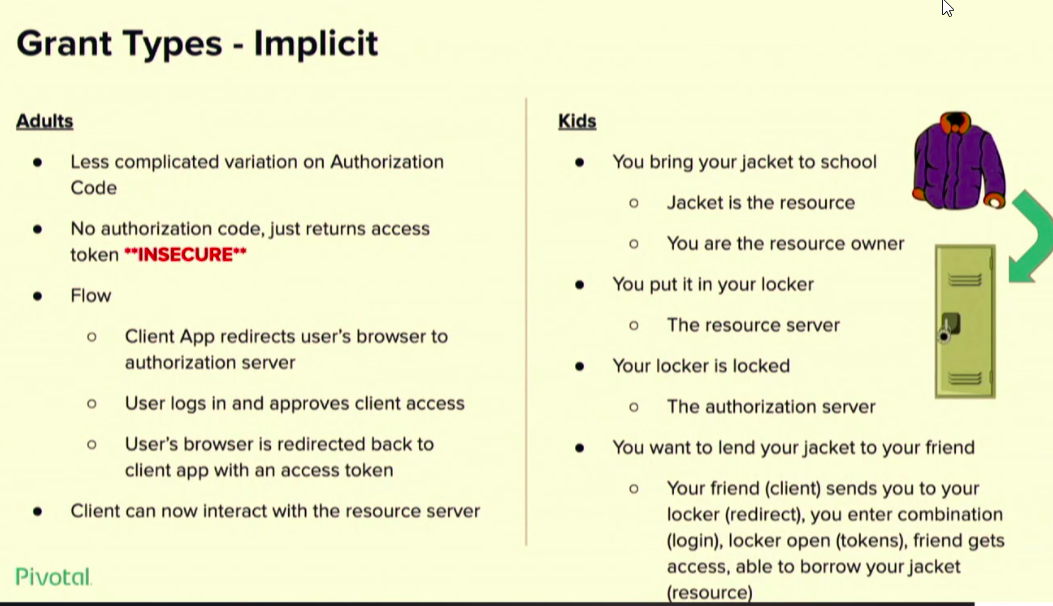 Grant Types - Implicit
Adults
● Less complicated variation on Authorization
Code
● No authorization code, just returns access
token **INSECURE**
● Flow
○ Client App redirects user's browser to
authorization server
○ User logs in and approves client access
○ User's browser is redirected back to
client app with an access token
● Client can now interact with the resource server
Kids
● You bring your jacket to school
○ Jacket is the resource
○ You are the resource owner
● You put it in your locker
○ The resource server
● Your locker is locked
○ The authorization server
● You want to lend your jacket to your friend
○ Your friend (client) sends you to your
locker (redirect), you enter combination
(login), locker open (tokens), friend gets
access, able to borrow your jacket
(resource)
Pivotal